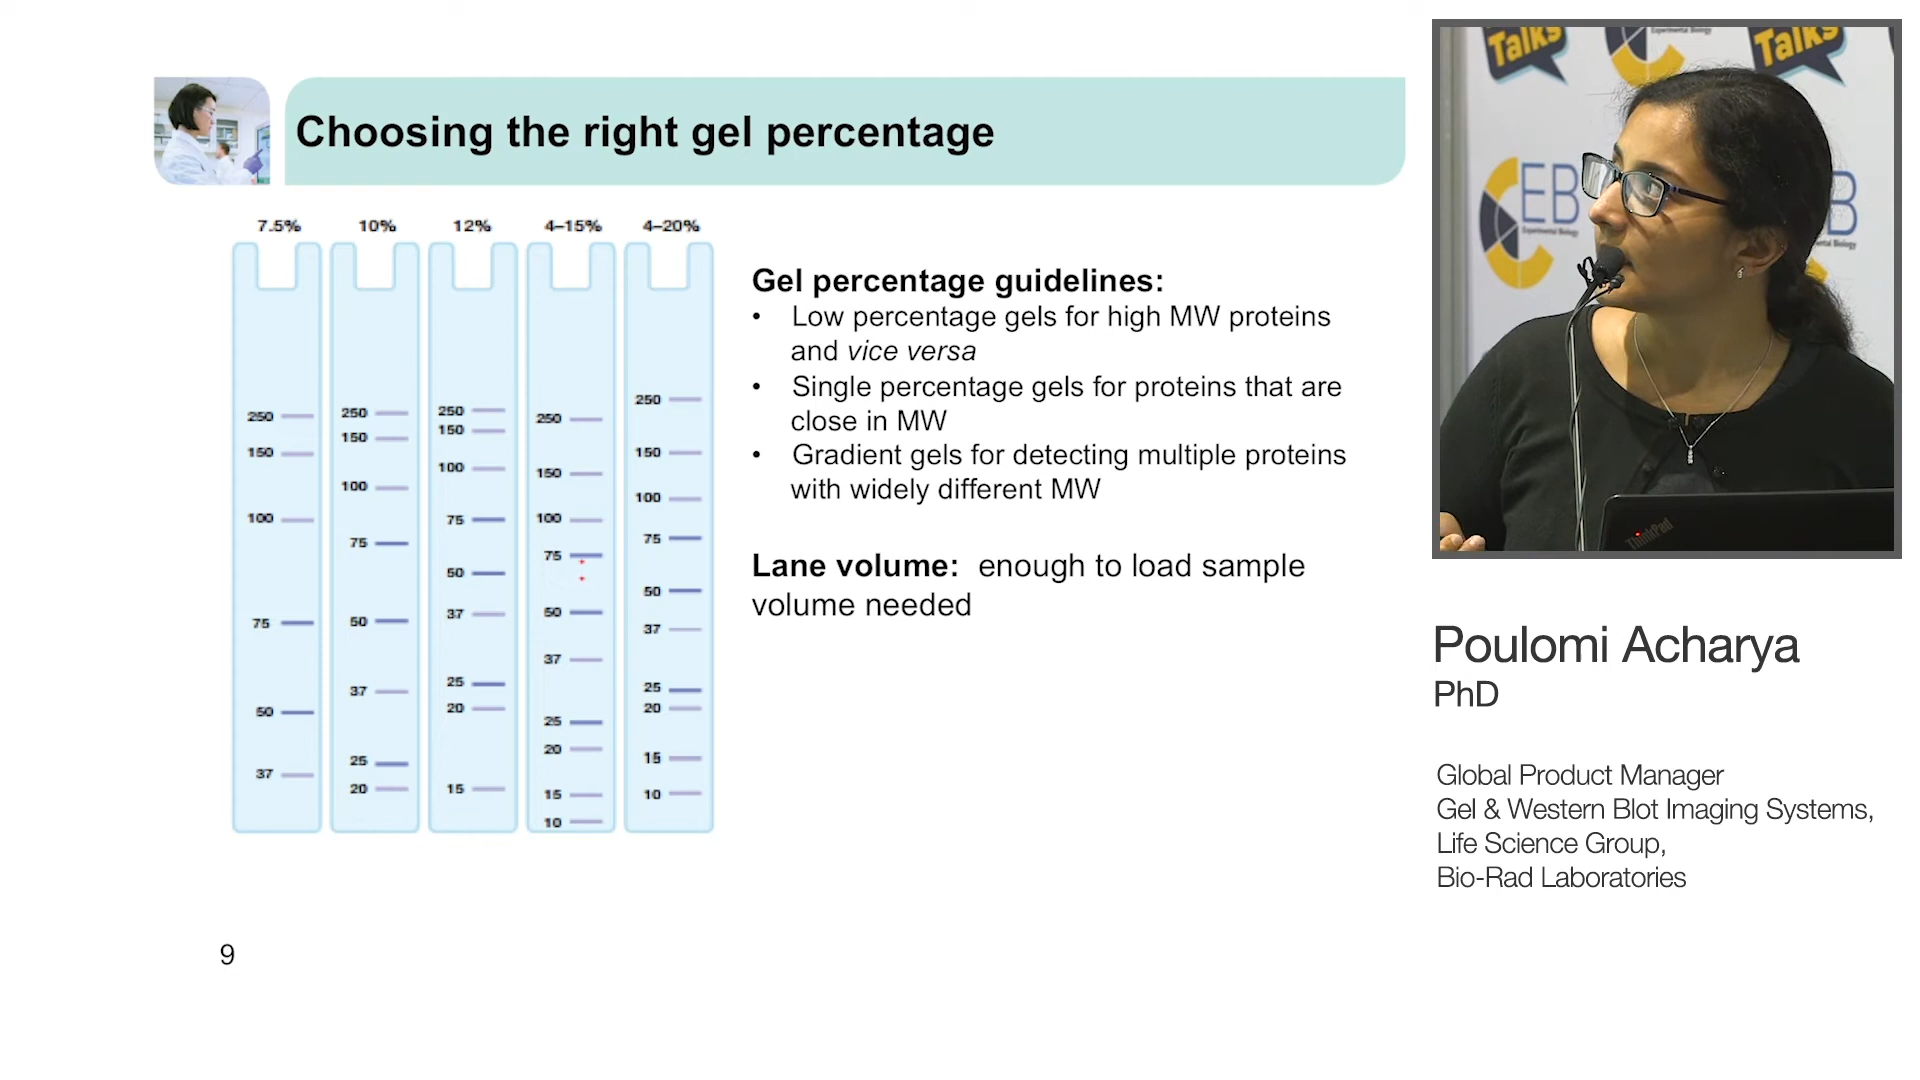 Choosing the right gel percentage
7.5% 10% 12% 4–15% 4–20%
250
150
100
75
50
37
250
150
100
75
50
37
25
20
250
150
100
75
50
37
25
20
15
250
150
100
75
50
37
25
20
15
10
250
150
100
75
50
37
25
20
15
10
Gel percentage guidelines:
• Low percentage gels for high MW proteins
and vice versa
• Single percentage gels for proteins that are
close in MW
• Gradient gels for detecting multiple proteins
with widely different MW
Lane volume: enough to load sample
volume needed
9
Talks
Experimental Biology
Talks
EB
Experimental Biology
B
ThinkPad
Poulomi Acharya
PhD
Global Product Manager
Gel & Western Blot Imaging Systems,
Life Science Group,
Bio-Rad Laboratories